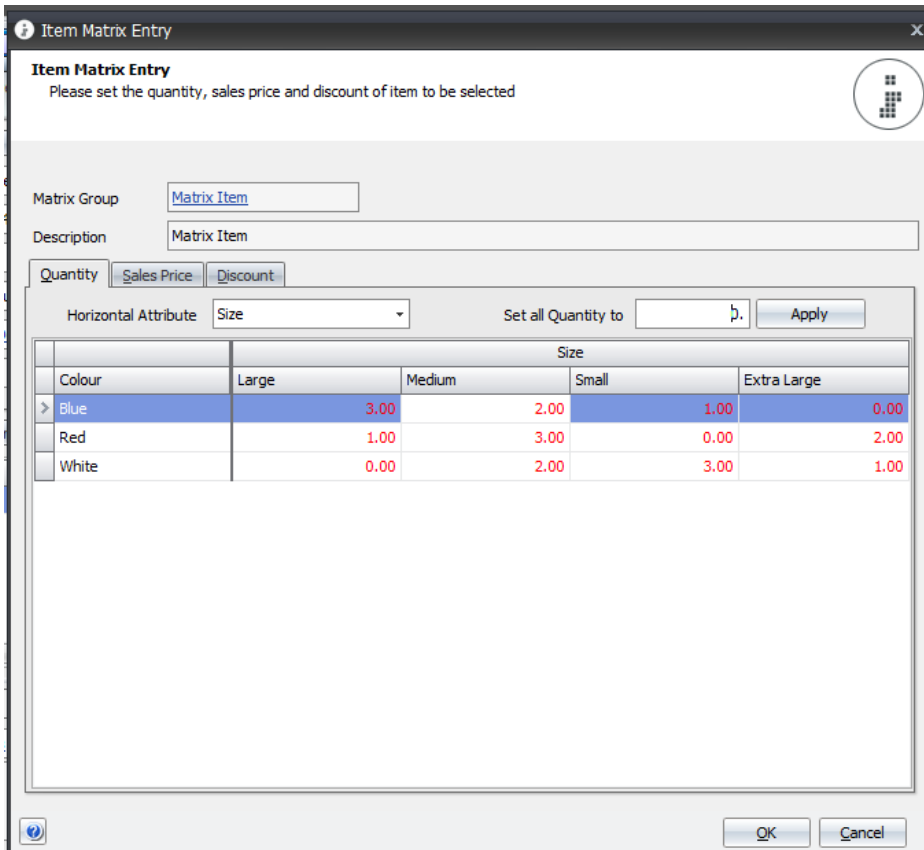 Item Matrix Entry x
Item Matrix Entry
Please set the quantity, sales price and discount of item to be selected
Matrix Group Matrix Item
Description Matrix Item
Quantity Sales Price Discount
Horizontal Attribute Size Set all Quantity to 0. Apply
Size
Colour Large Medium Small Extra Large
Blue 3.00 2.00 1.00 0.00
Red 1.00 3.00 0.00 2.00
White 0.00 2.00 3.00 1.00
? OK Cancel